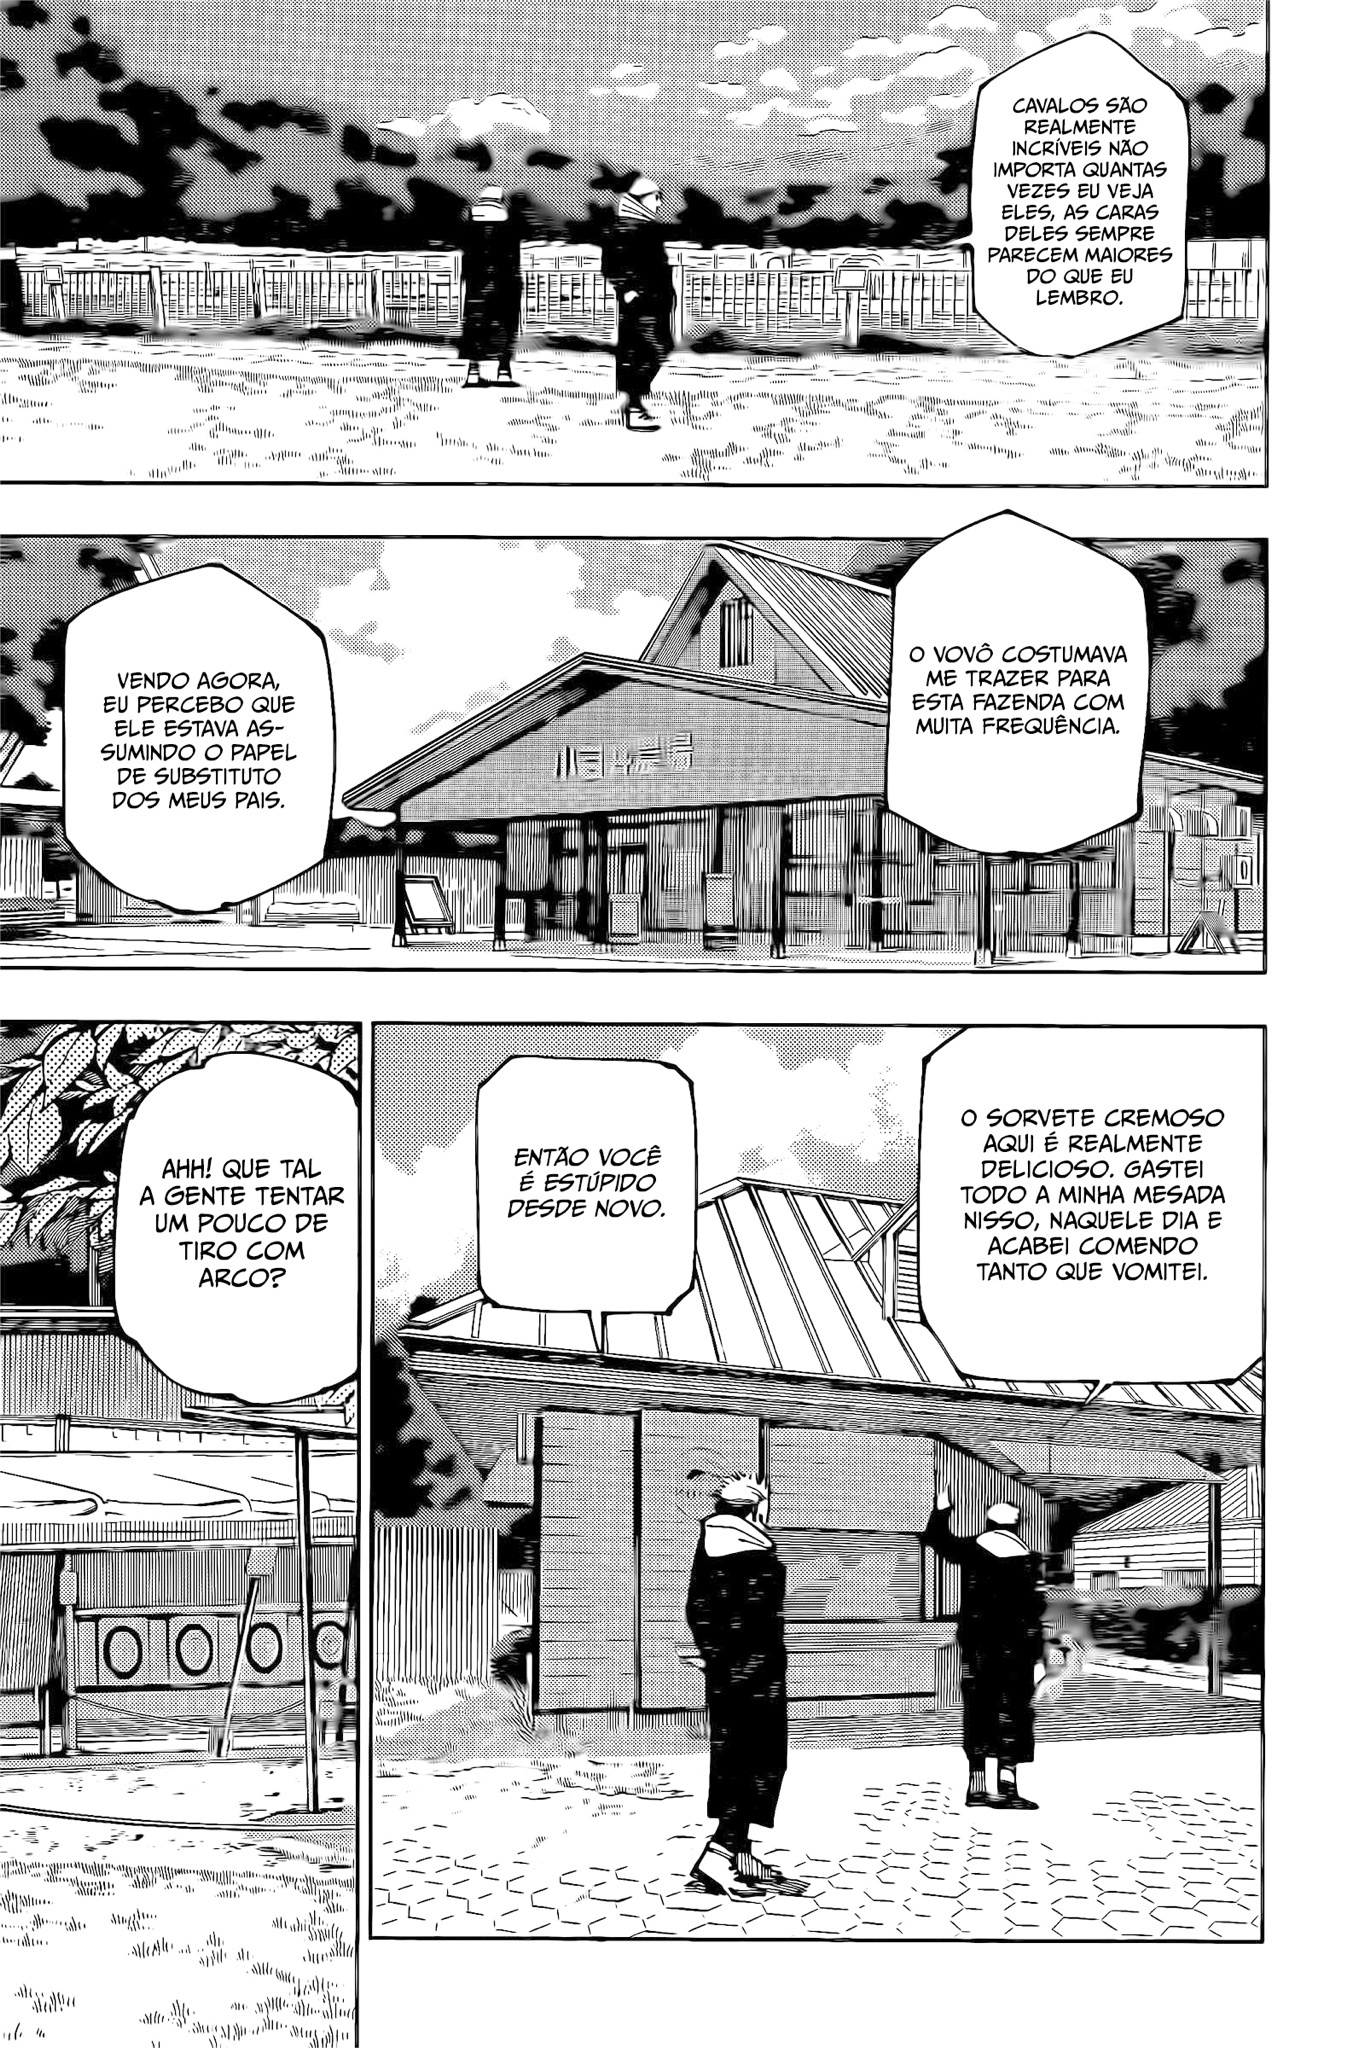 CAVALOS SÃO
REALMENTE
INCRÍVEIS NÃO
IMPORTA QUANTAS
VEZES EU VEJA
ELES, AS CARAS
DELES SEMPRE
PARECEM MAIORES
DO QUE EU
LEMBRO.
O VOVÔ COSTUMAVA
ME TRAZER PARA
ESTA FAZENDA COM
MUITA FREQUÊNCIA.
VENDO AGORA,
EU PERCEBO QUE
ELE ESTAVA AS-
SUMINDO O PAPEL
DE SUBSTITUTO
DOS MEUS PAIS.
O SORVETE CREMOSO
AQUI É REALMENTE
DELICIOSO. GASTEI
TODO A MINHA MESADA
NISSO, NAQUELE DIA E
ACABEI COMENDO
TANTO QUE VOMITEI.
ENTÃO VOCÊ
É ESTÚPIDO
DESDE NOVO.
AHH! QUE TAL
A GENTE TENTAR
UM POUCO DE
TIRO COM
ARCO?